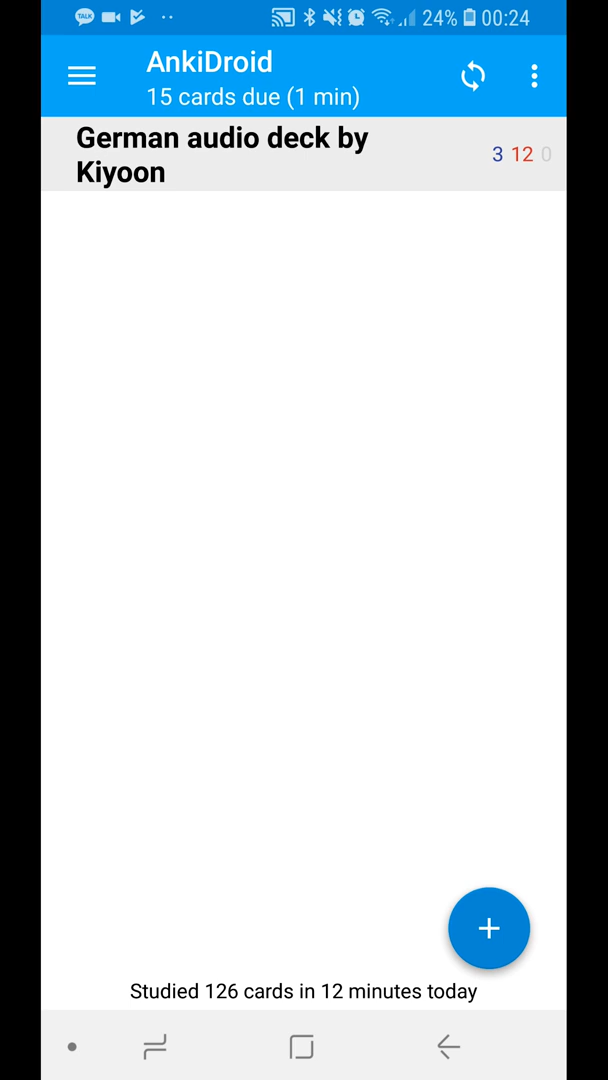 TALK 24% 00:24
AnkiDroid
15 cards due (1 min)
German audio deck by
Kiyoon
3 12 0
Studied 126 cards in 12 minutes today